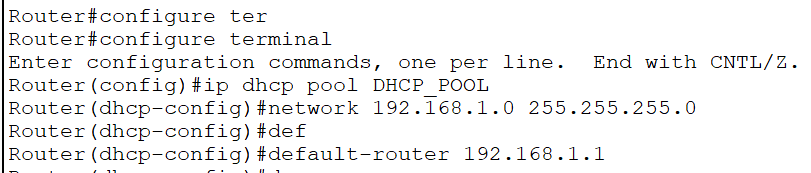 Router#configure ter
Router#configure terminal
Enter configuration commands, one per line.  End with CNTL/Z.
Router(config)#ip dhcp pool DHCP_POOL
Router(dhcp-config)#network 192.168.1.0 255.255.255.0
Router(dhcp-config)#def
Router(dhcp-config)#default-router 192.168.1.1